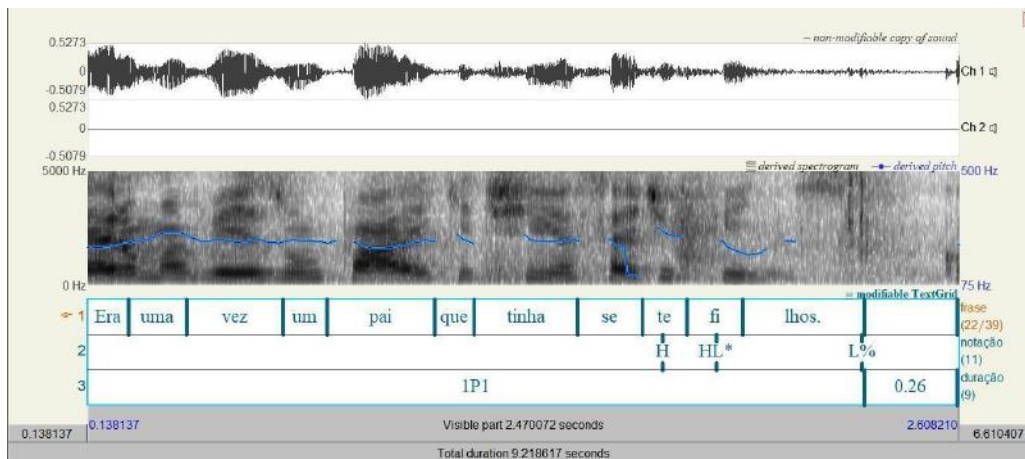 0.5273
non-modifiable copy of sound
0
Ch 1
-0.5079
0.5273
0
Ch 2
-0.5079
5000 Hz
derived spectrogram
derived pitch
500 Hz
0 Hz
75 Hz
modifiable TextGrid
1 Era uma vez um pai que tinha se te fi lhos. frase (22/39)
2 H HL* L% notação (11)
3 1P1 0.26 duração (9)
0.138137 0.138137 Visible part 2.470072 seconds 2.608210 6.610407
Total duration 9.218617 seconds